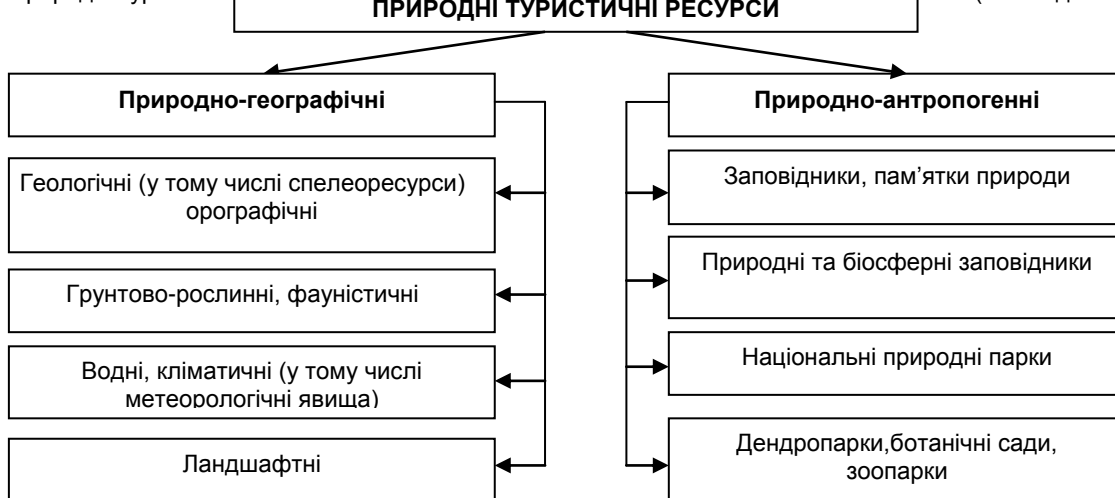 ПРИРОДНІ ТУРИСТИЧНІ РЕСУРСИ
Природно-географічні
Геологічні (у тому числі спелеоресурси)
орографічні
Грунтово-рослинні, фауністичні
Водні, кліматичні (у тому числі
метеорологічні явища)
Ландшафтні
Природно-антропогенні
Заповідники, пам’ятки природи
Природні та біосферні заповідники
Національні природні парки
Дендропарки,ботанічні сади,
зоопарки